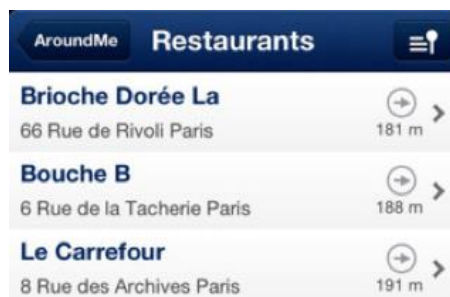 AroundMe Restaurants
Brioche Dorée La
66 Rue de Rivoli Paris
181 m
Bouche B
6 Rue de la Tacherie Paris
188 m
Le Carrefour
8 Rue des Archives Paris
191 m